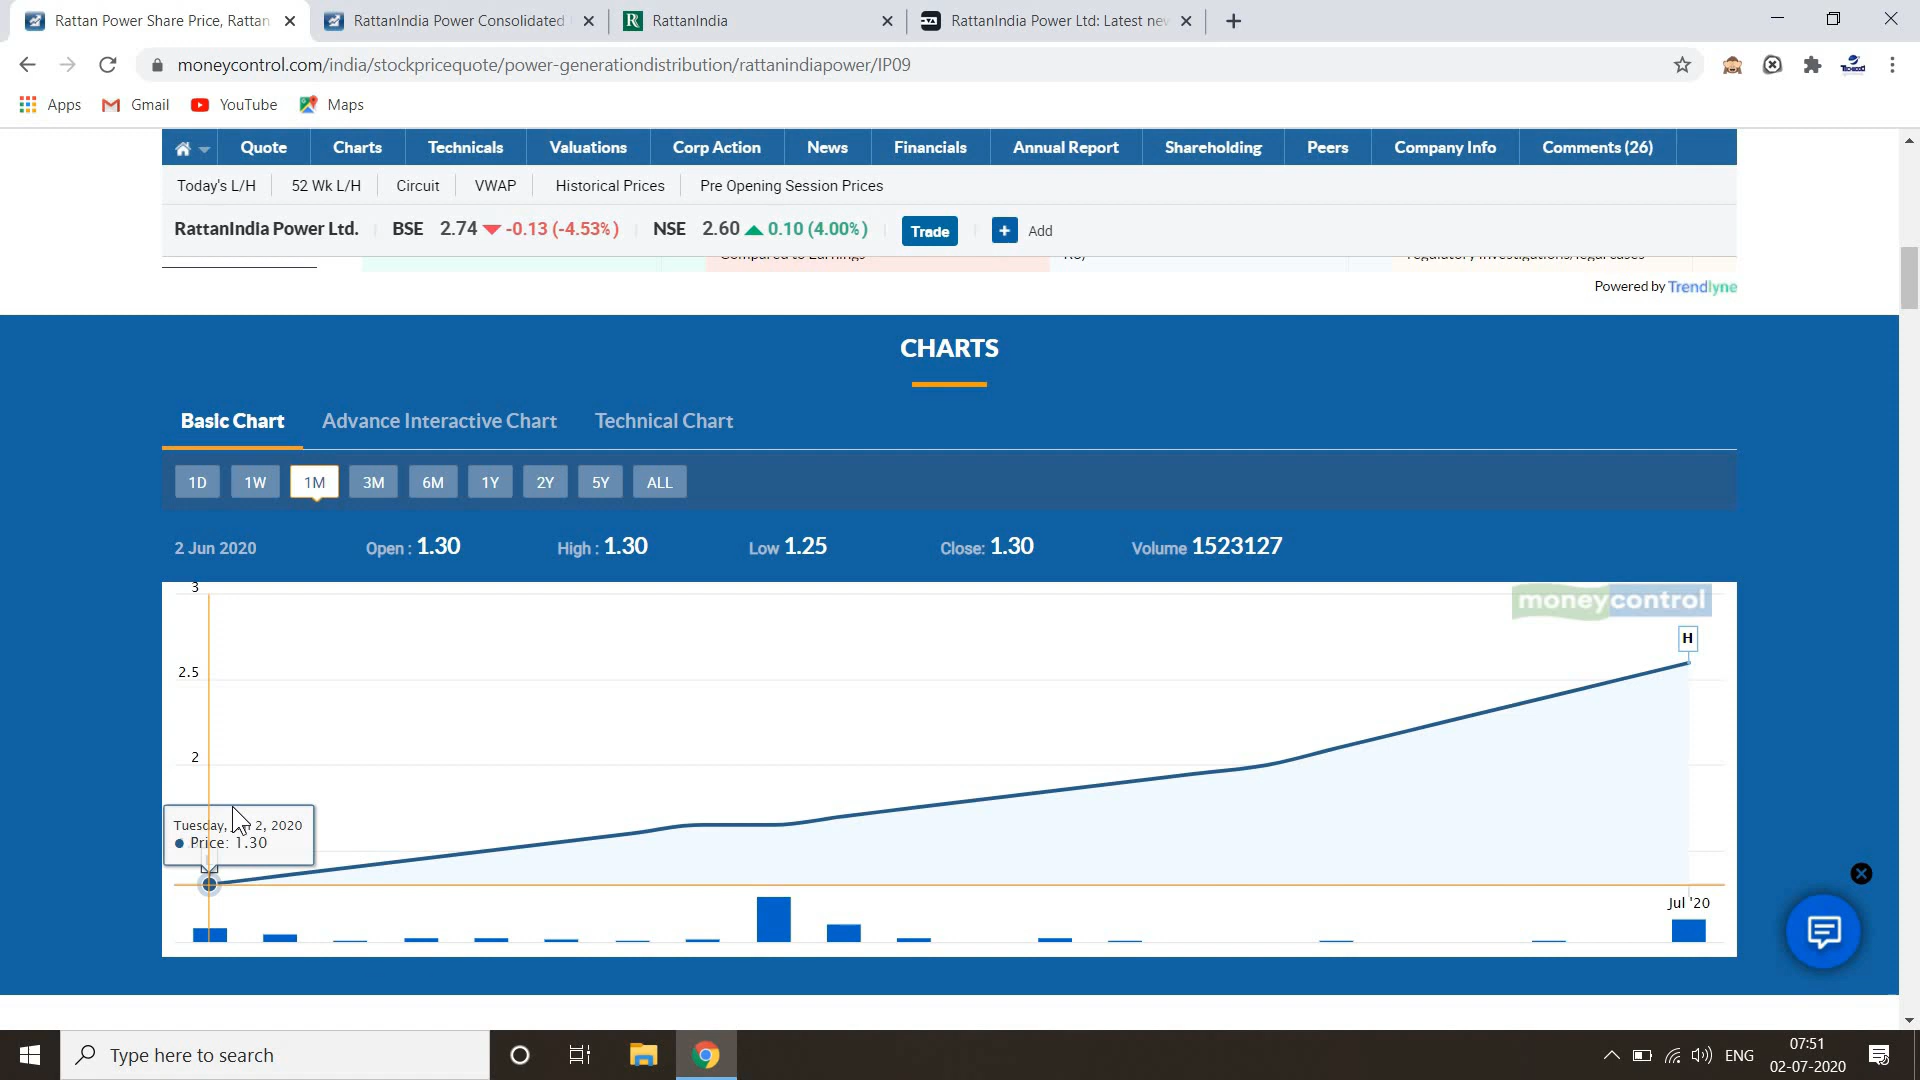 Rattan Power Share Price, Rattan
RattanIndia Power Consolidated
RattanIndia
RattanIndia Power Ltd: Latest nev
moneycontrol.com/india/stockpricequote/power-generationdistribution/rattanindiapower/IP09
Apps
Gmail
YouTube
Maps
Quote
Charts
Technicals
Valuations
Corp Action
News
Financials
Annual Report
Shareholding
Peers
Company Info
Comments (26)
Today's L/H
52 Wk L/H
Circuit
VWAP
Historical Prices
Pre Opening Session Prices
RattanIndia Power Ltd.
BSE 2.74 -0.13 (-4.53%)
NSE 2.60 0.10 (4.00%)
Trade
+ Add
Powered by Trendlyne
CHARTS
Basic Chart
Advance Interactive Chart
Technical Chart
1D
1W
1M
3M
6M
1Y
2Y
5Y
ALL
2 Jun 2020
Open : 1.30
High : 1.30
Low 1.25
Close: 1.30
Volume 1523127
moneycontrol
3
H
2.5
2
Tuesday, 2, 2020
Price: 1.30
Jul '20
Type here to search
ENG
07:51
02-07-2020